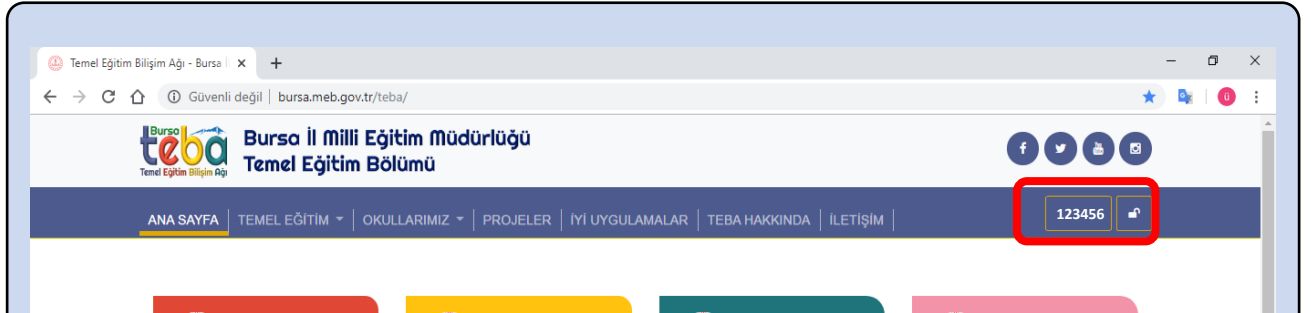 Temel Eğitim Bilişim Ağı - Bursa İ
Güvenli değil | bursa.meb.gov.tr/teba/
ü
Bursa
teba
Temel Eğitim Bilişim Ağı
Bursa İl Milli Eğitim Müdürlüğü
Temel Eğitim Bölümü
ANA SAYFA | TEMEL EĞİTİM | OKULLARIMIZ | PROJELER | İYİ UYGULAMALAR | TEBA HAKKINDA | İLETİŞİM |
123456